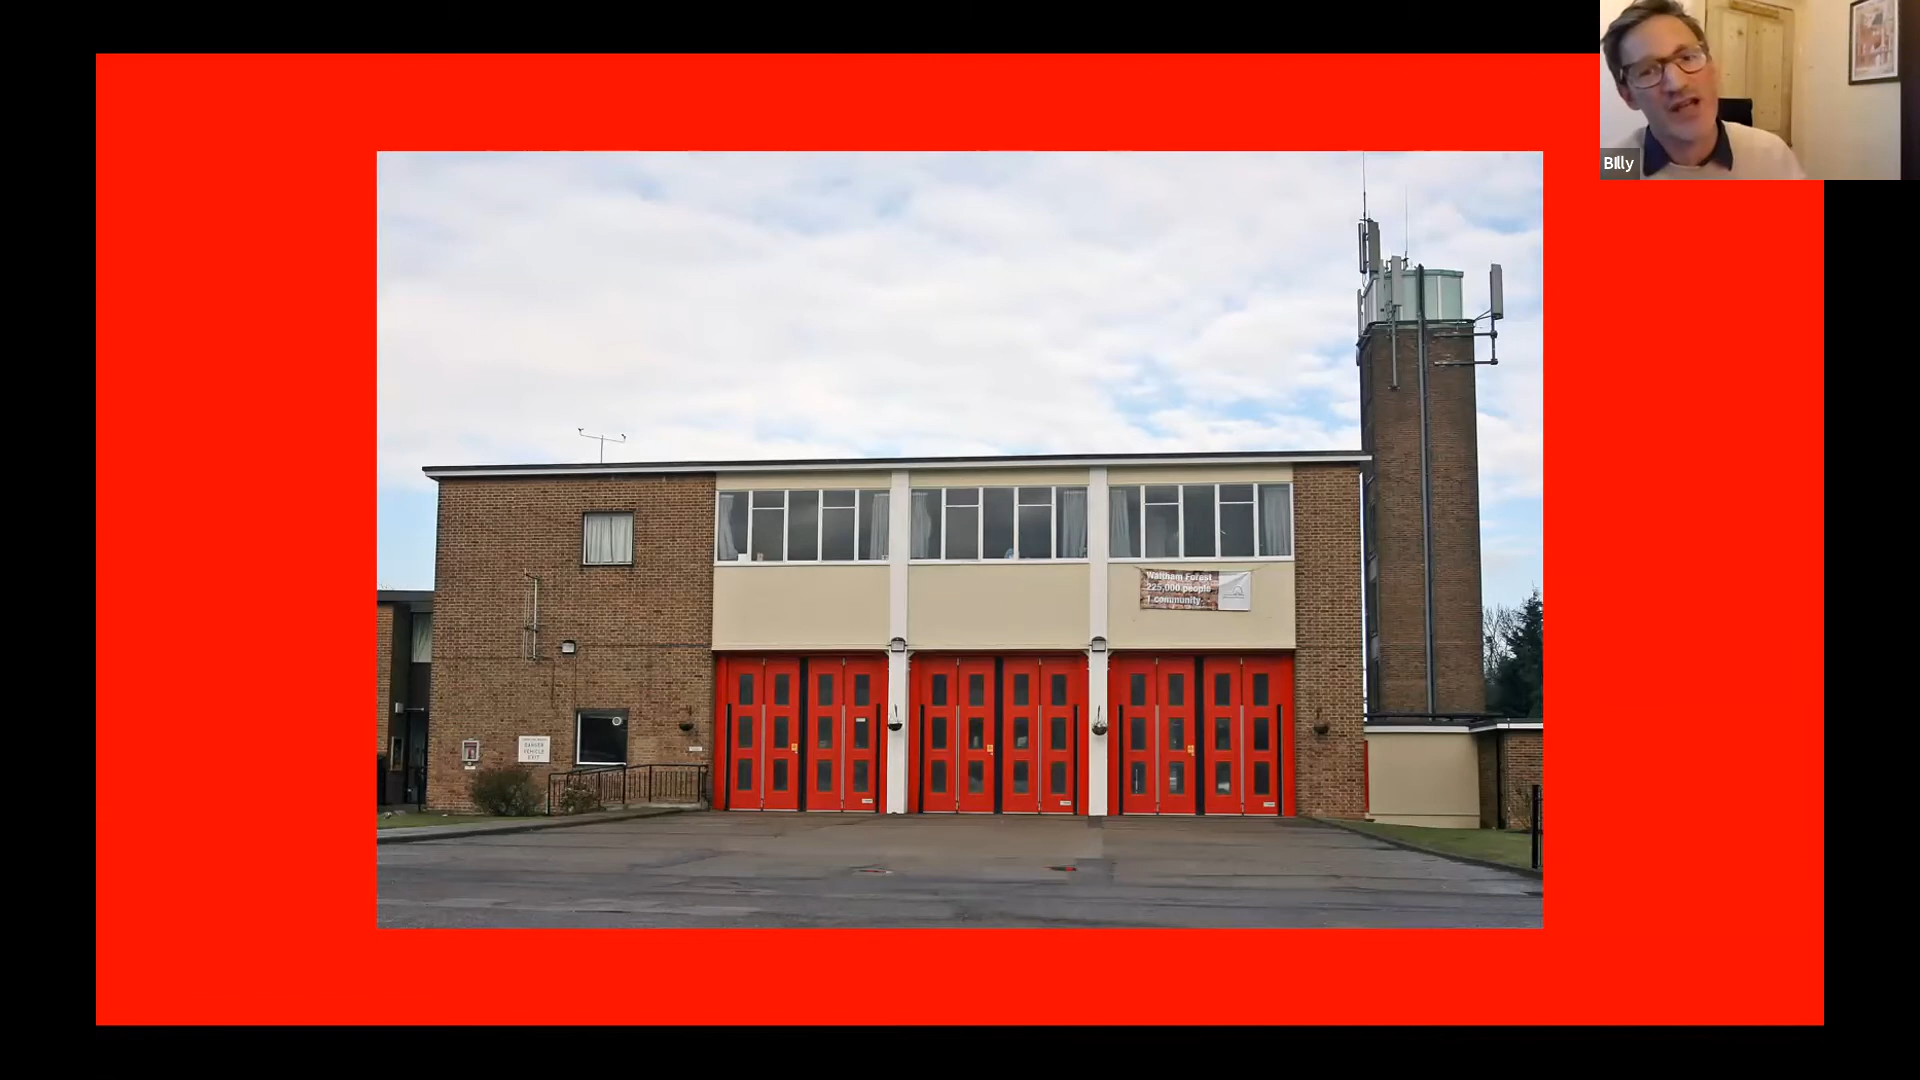 BIlly
Waltham Forest
225,000 people
1 community
DANGER
VEHICLE
EXIT